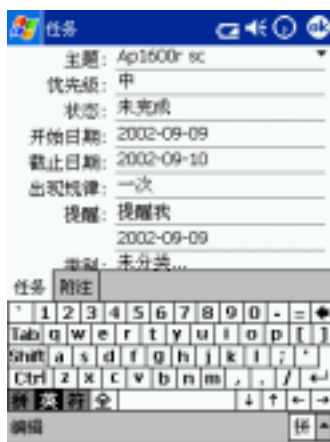 任务 ok
主题: Ap1600r sc
优先级: 中
状态: 未完成
开始日期: 2002-09-09
截止日期: 2002-09-10
出现规律: 一次
提醒: 提醒我
2002-09-09
类别: 未分类...
任务 附注
` 1 2 3 4 5 6 7 8 9 0 - =
Tab q w e r t y u i o p [ ]
Shift a s d f g h j k l ; '
Ctrl z x c v b n m , . /
拼 英 符 全
编辑 拼